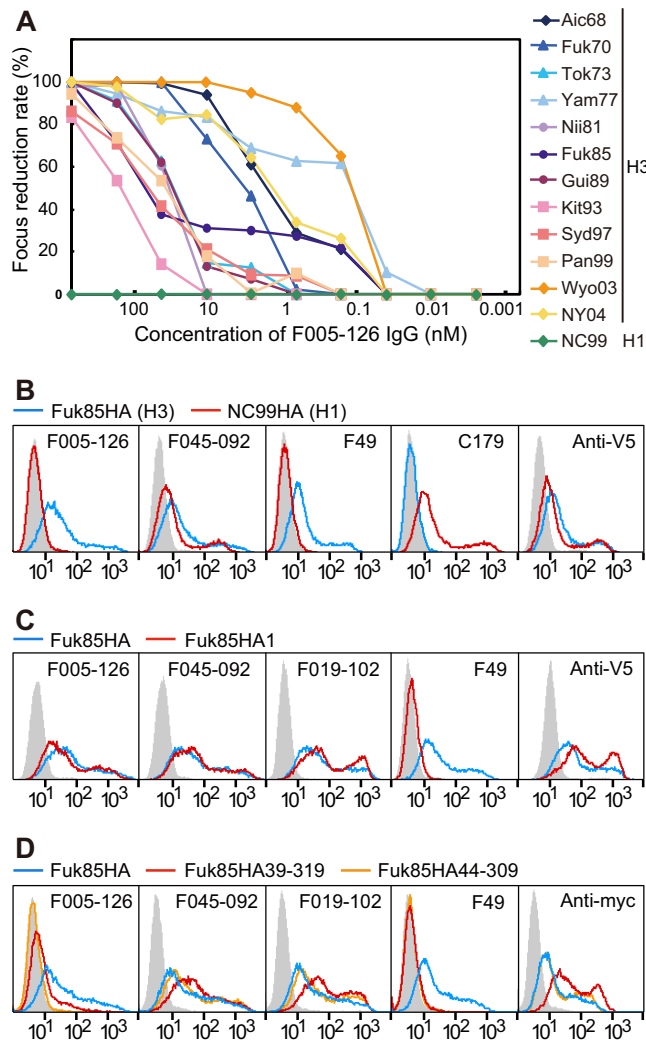 A
Focus reduction rate (%)
100
80
60
40
20
0
100
10
1
0.1
0.01
0.001
Concentration of F005-126 IgG (nM)
Aic68
Fuk70
Tok73
Yam77
Nii81
Fuk85
Gui89
Kit93
Syd97
Pan99
Wyo03
NY04
NC99
H3
H1
B
Fuk85HA (H3) NC99HA (H1)
F005-126 F045-092 F49 C179 Anti-V5
10¹ 10² 10³ 10¹ 10² 10³ 10¹ 10² 10³ 10¹ 10² 10³ 10¹ 10² 10³
C
Fuk85HA Fuk85HA1
F005-126 F045-092 F019-102 F49 Anti-V5
10¹ 10² 10³ 10¹ 10² 10³ 10¹ 10² 10³ 10¹ 10² 10³ 10¹ 10² 10³
D
Fuk85HA Fuk85HA39-319 Fuk85HA44-309
F005-126 F045-092 F019-102 F49 Anti-myc
10¹ 10² 10³ 10¹ 10² 10³ 10¹ 10² 10³ 10¹ 10² 10³ 10¹ 10² 10³